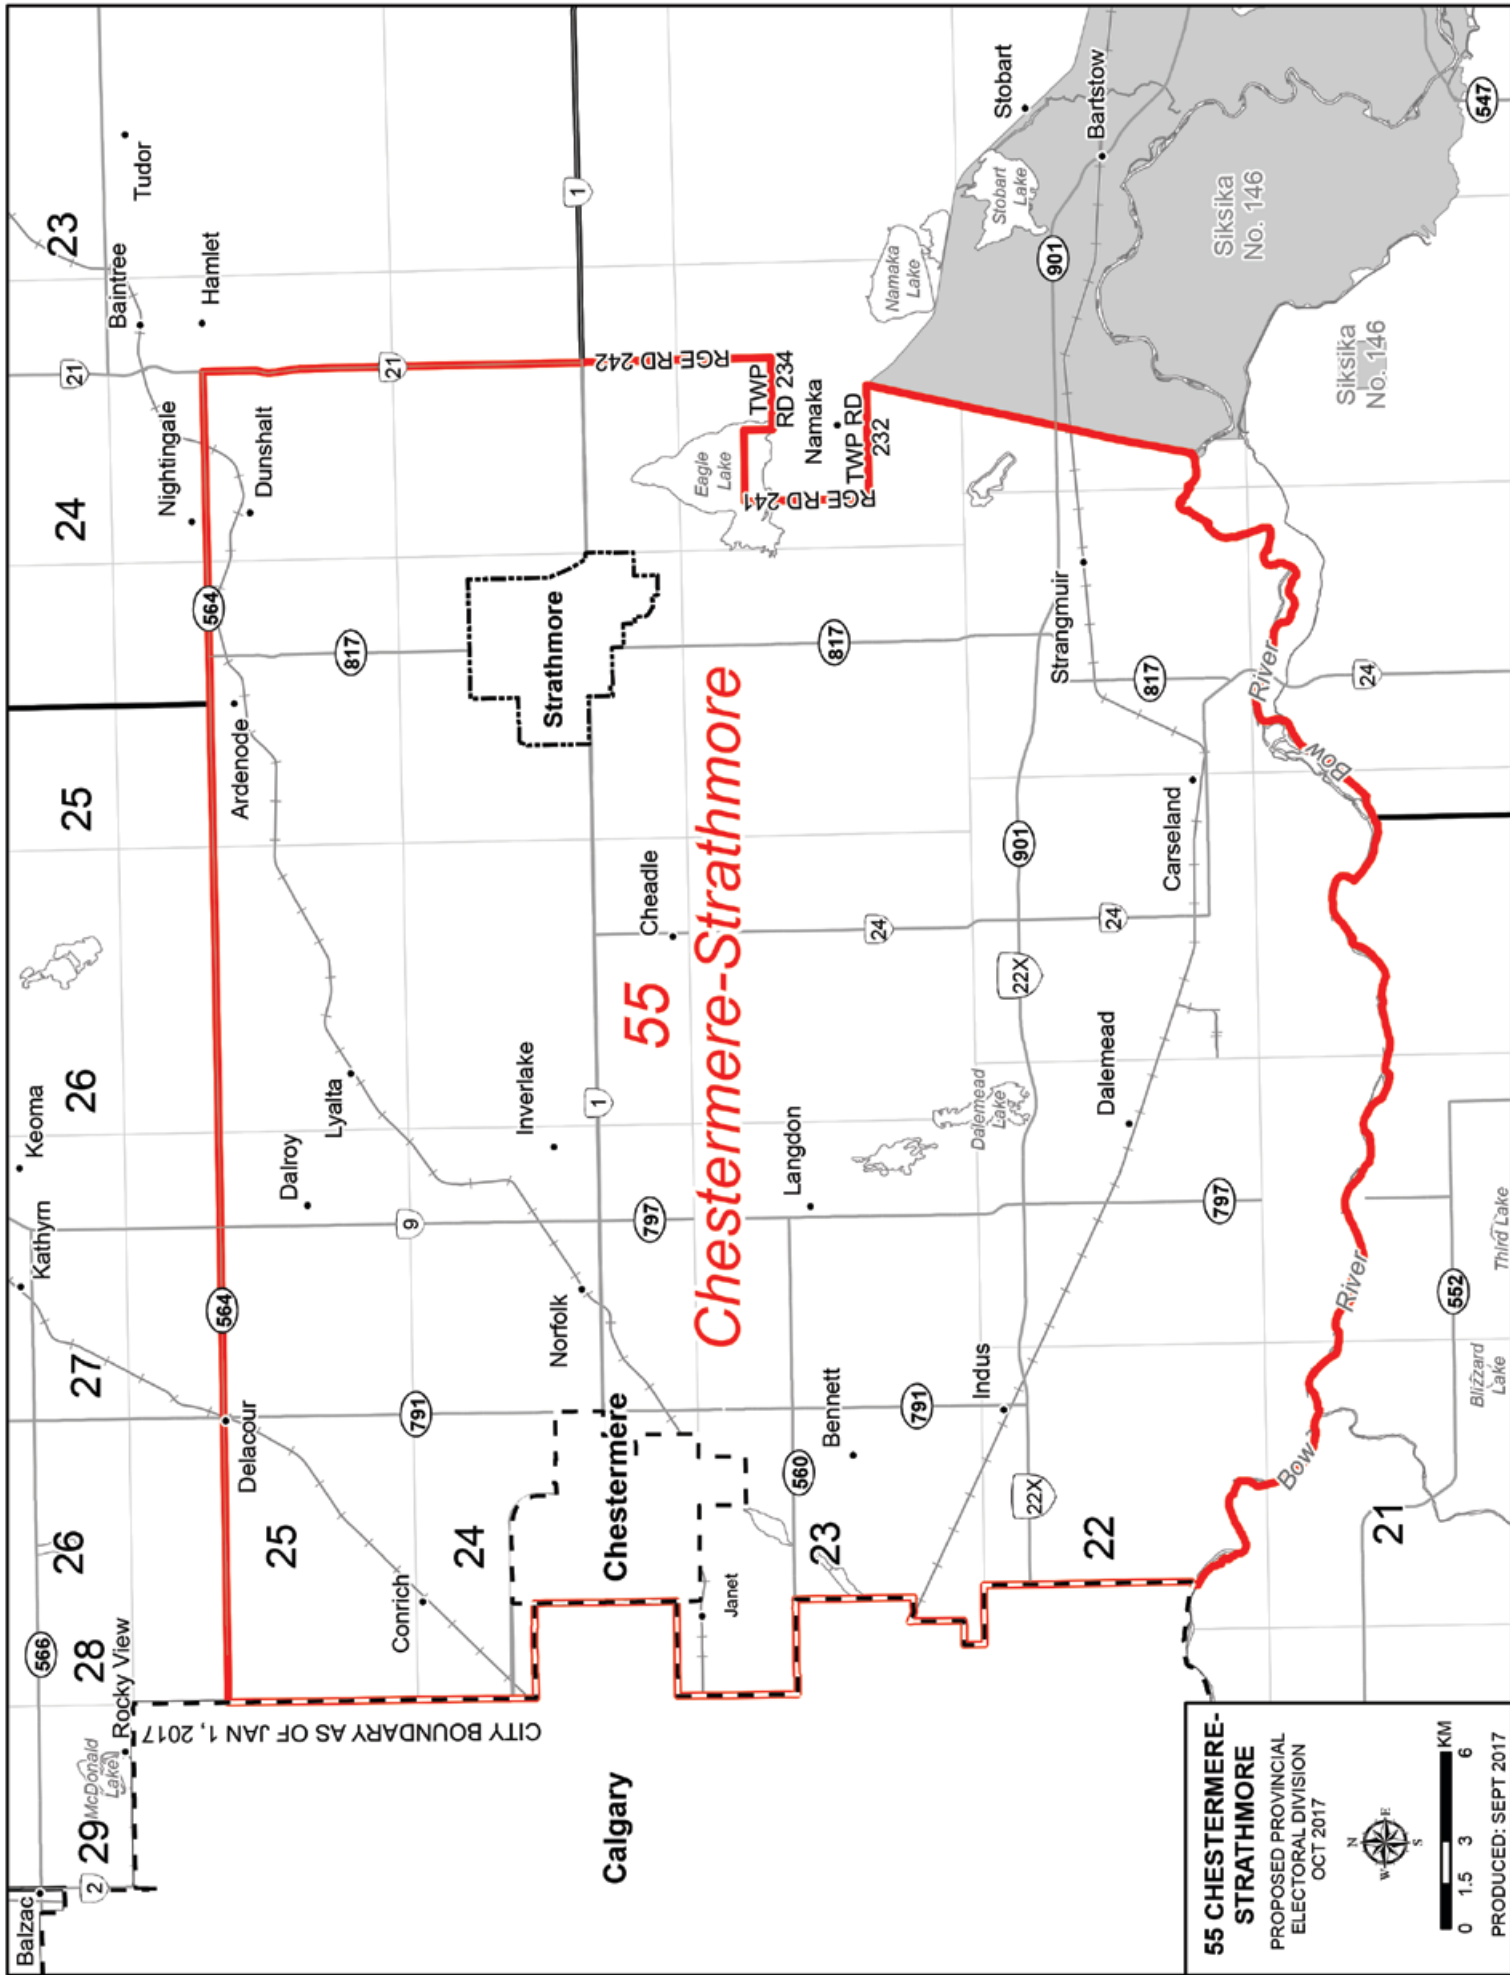 Balzac
2
29
McDonald
Lake
Rocky View
566
28
26
27
Kathyrn
Keoma
26
25
24
23
Tudor
Baintree
Hamlet
21
Nightingale
Dunshalt
564
817
Ardenode
21
564
Delacour
25
Dalroy
Lyalta
9
791
24
Conrich
CITY BOUNDARY AS OF JAN 1, 2017
Calgary
Chestermere
Norfolk
Inverlake
1
Strathmore
1
797
55
Chestermere-Strathmore
Cheadle
RGE RD 242
TWP
RD 234
Eagle
Lake
Namaka
TWP RD
232
RGE RD 241
Namaka
Lake
Stobart
Lake
Stobart
Bartstow
901
Siksika
No. 146
Siksika
No. 146
547
Janet
23
560
Bennett
Langdon
24
817
791
Indus
22X
22
Dalemead
Lake
22X
901
Dalemead
24
Carseland
Strangmuir
817
797
River
24
Bow
River
Bow
21
552
Blizzard
Lake
Third Lake
55 CHESTERMERE-
STRATHMORE
PROPOSED PROVINCIAL
ELECTORAL DIVISION
OCT 2017
N
W
E
S
0 1.5 3 6
KM
PRODUCED: SEPT 2017